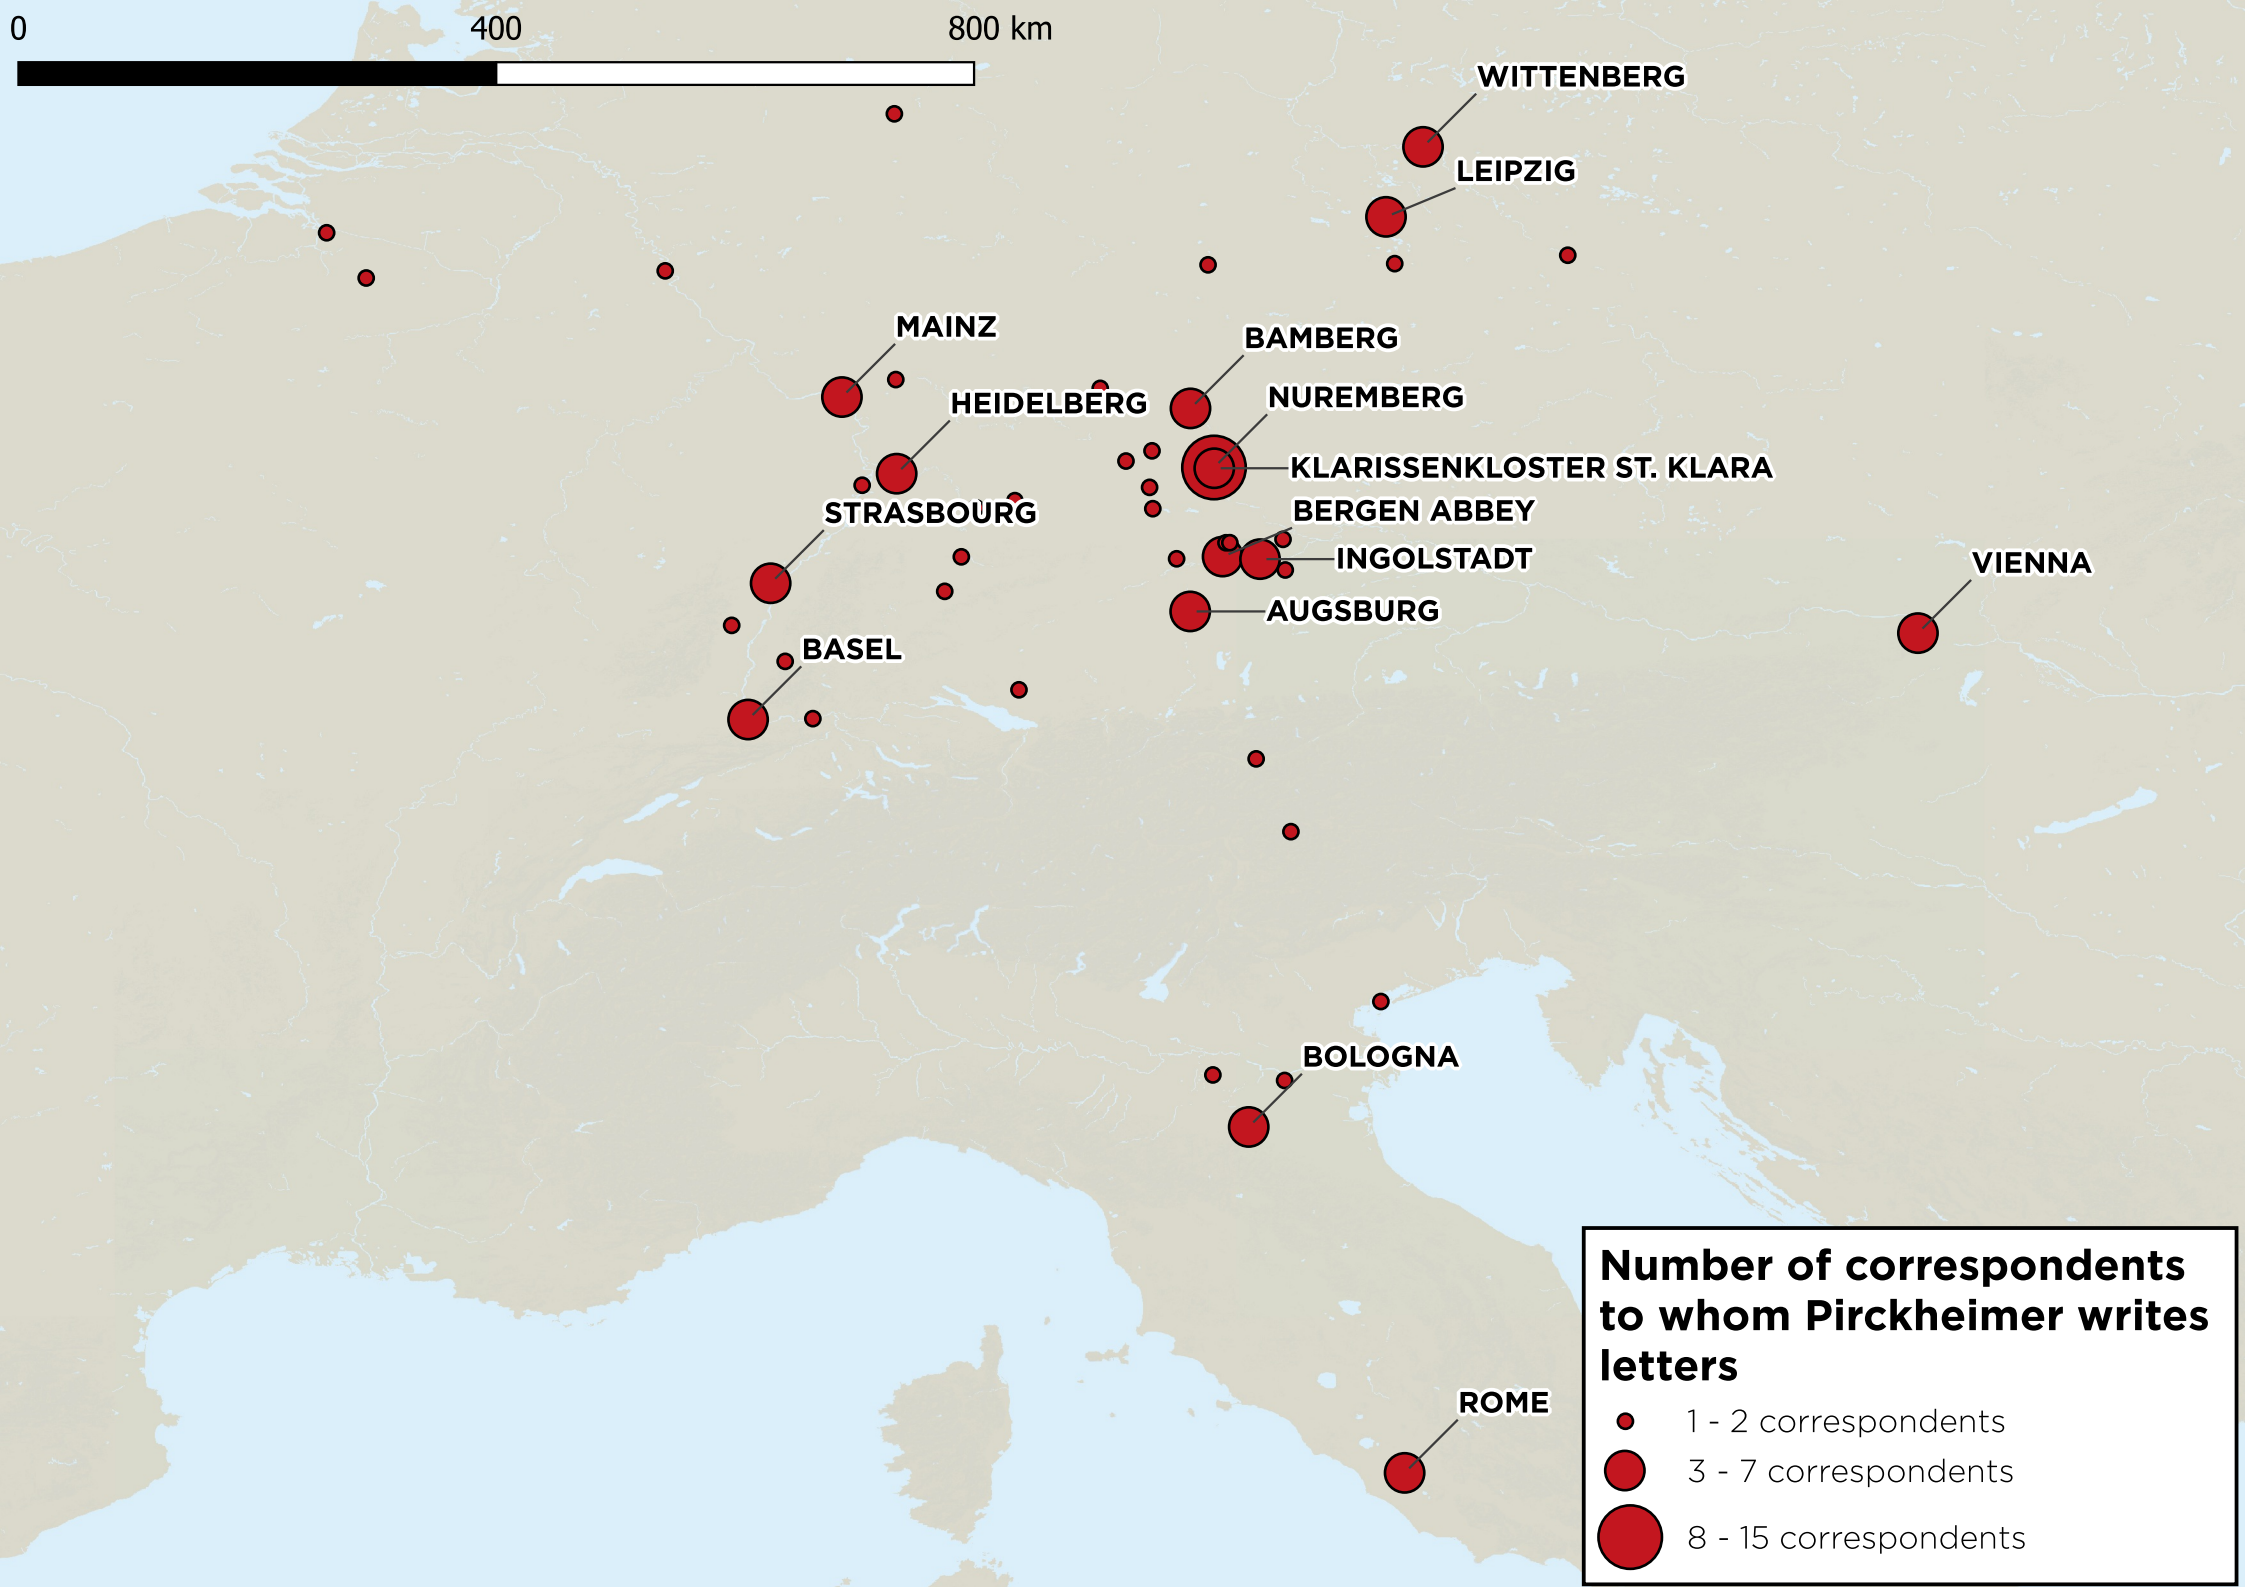 0 400 800 km
WITTENBERG
LEIPZIG
MAINZ
BAMBERG
HEIDELBERG
NUREMBERG
KLARISSENKLOSTER ST. KLARA
STRASBOURG
BERGEN ABBEY
INGOLSTADT
VIENNA
AUGSBURG
BASEL
BOLOGNA
ROME
Number of correspondents
to whom Pirckheimer writes
letters
1 - 2 correspondents
3 - 7 correspondents
8 - 15 correspondents